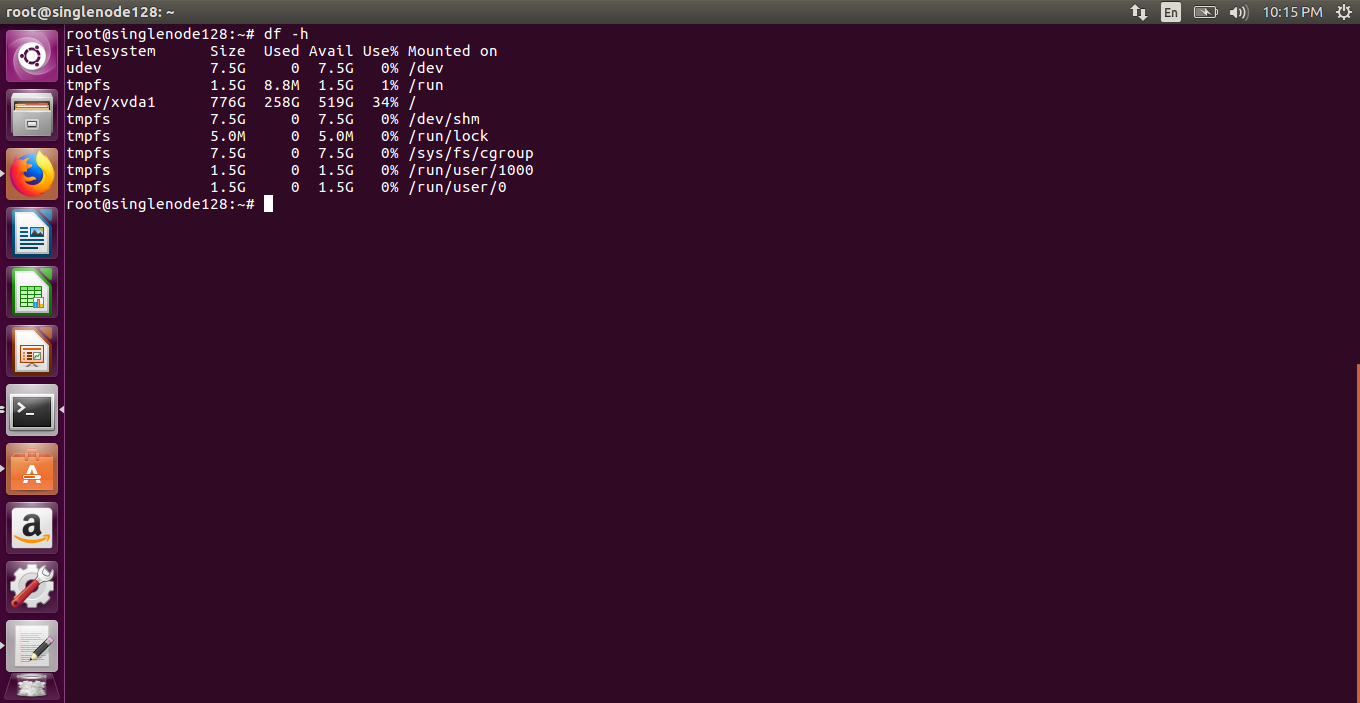 root@singlenode128: ~
En
10:15 PM
root@singlenode128:~# df -h
Filesystem      Size  Used Avail Use% Mounted on
udev            7.5G     0  7.5G   0% /dev
tmpfs           1.5G  8.8M  1.5G   1% /run
/dev/xvda1      776G  258G  519G  34% /
tmpfs           7.5G     0  7.5G   0% /dev/shm
tmpfs           5.0M     0  5.0M   0% /run/lock
tmpfs           7.5G     0  7.5G   0% /sys/fs/cgroup
tmpfs           1.5G     0  1.5G   0% /run/user/1000
tmpfs           1.5G     0  1.5G   0% /run/user/0
root@singlenode128:~#